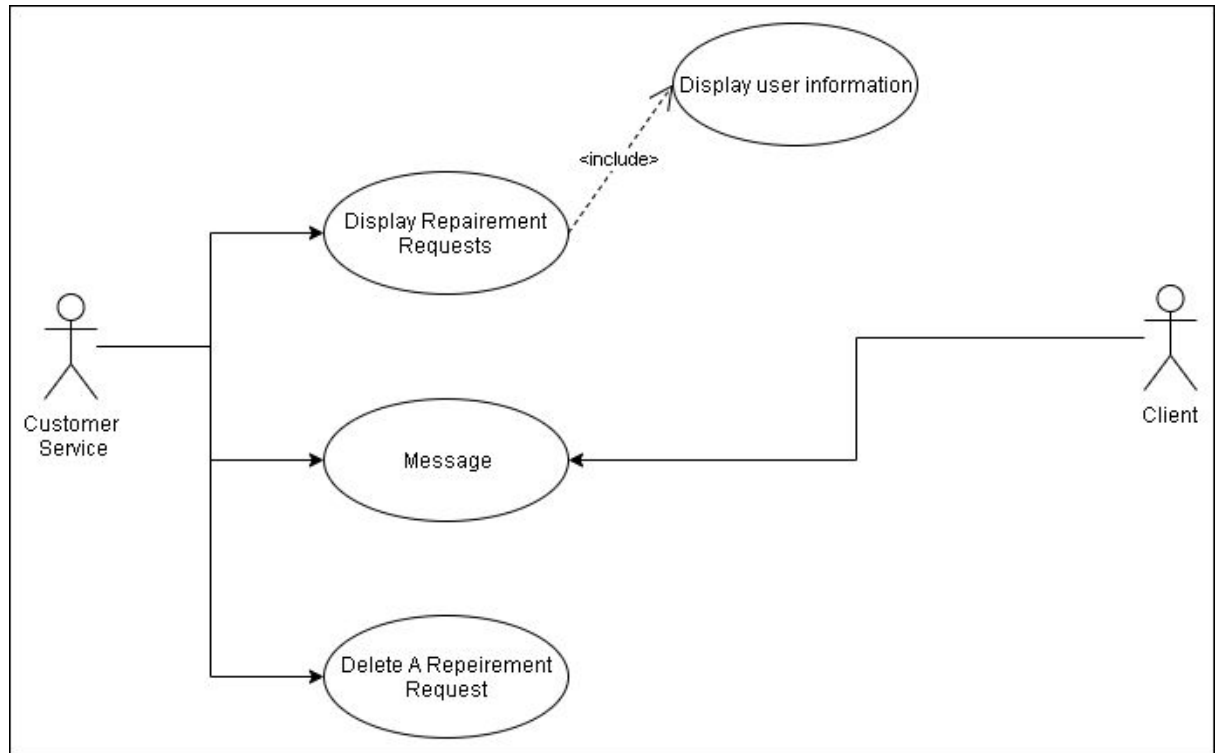 Display user information
<include>
Display Repairement
Requests
Customer
Service
Client
Message
Delete A Repeirement
Request